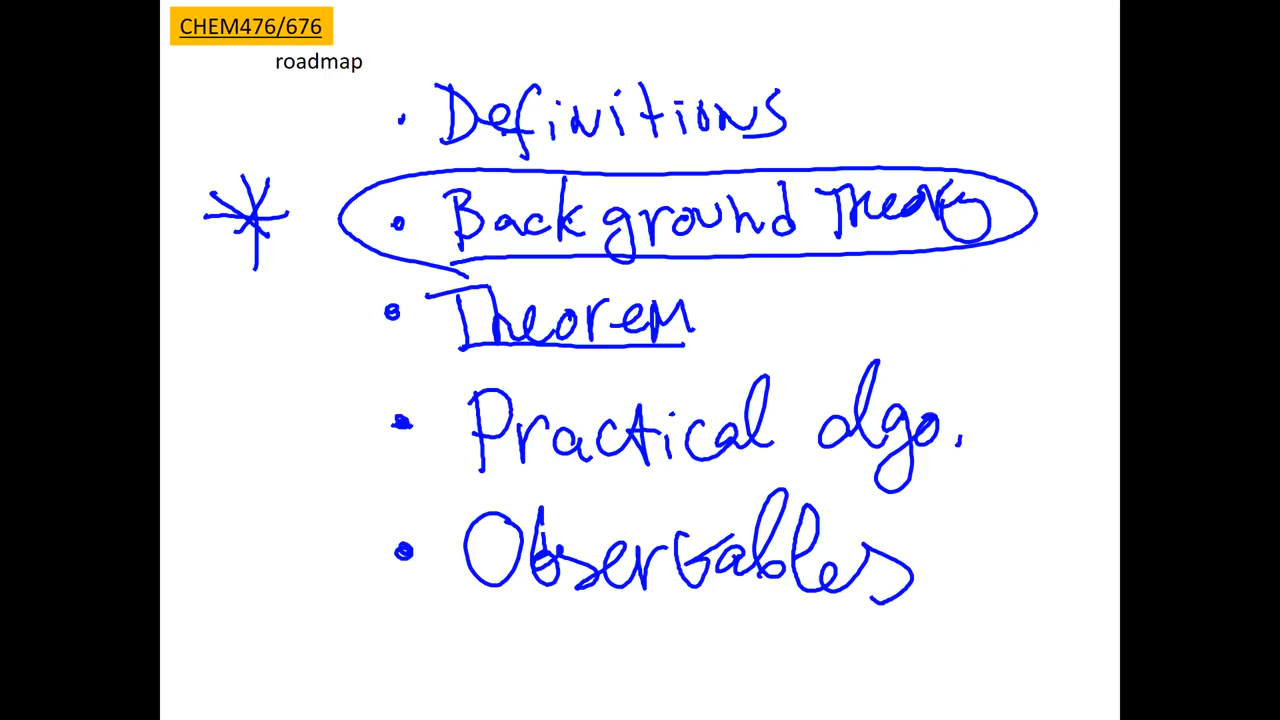 CHEM476/676
roadmap
• Definitions
• Background Theory
• Theorem
• Practical algo.
• Observables